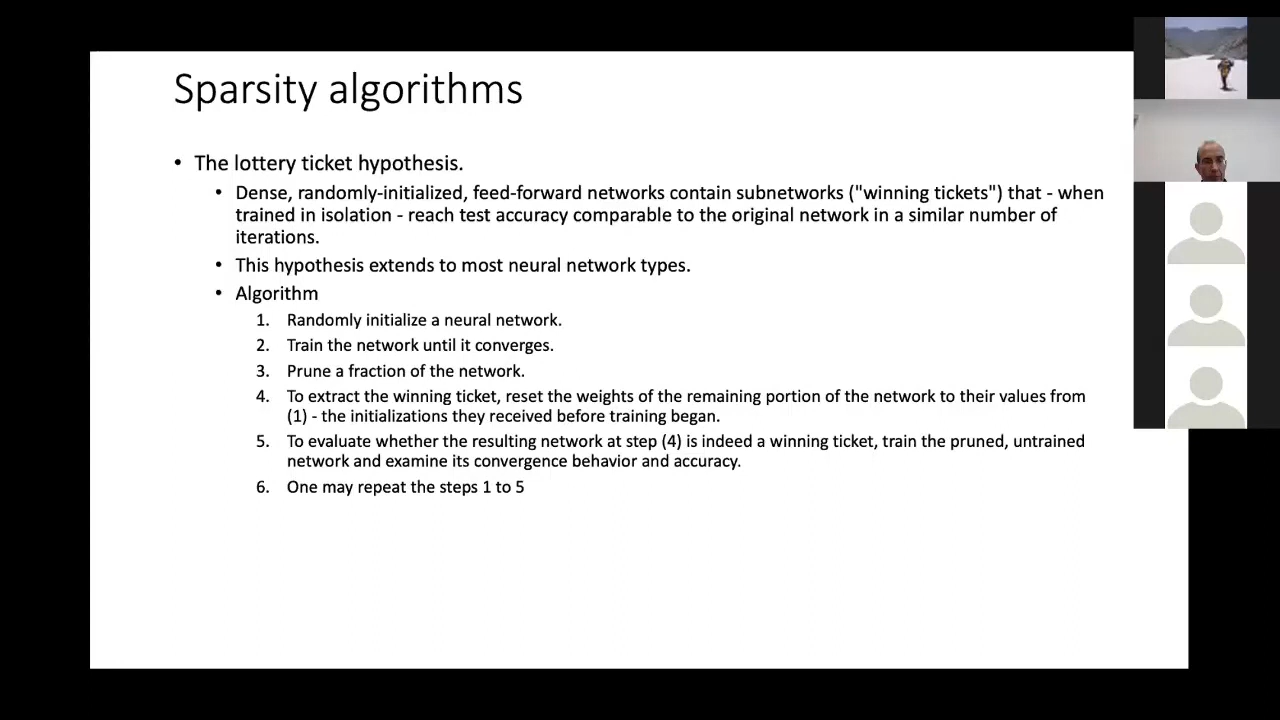 Sparsity algorithms
• The lottery ticket hypothesis.
• Dense, randomly-initialized, feed-forward networks contain subnetworks ("winning tickets") that - when
trained in isolation - reach test accuracy comparable to the original network in a similar number of
iterations.
• This hypothesis extends to most neural network types.
• Algorithm
1. Randomly initialize a neural network.
2. Train the network until it converges.
3. Prune a fraction of the network.
4. To extract the winning ticket, reset the weights of the remaining portion of the network to their values from
(1) - the initializations they received before training began.
5. To evaluate whether the resulting network at step (4) is indeed a winning ticket, train the pruned, untrained
network and examine its convergence behavior and accuracy.
6. One may repeat the steps 1 to 5